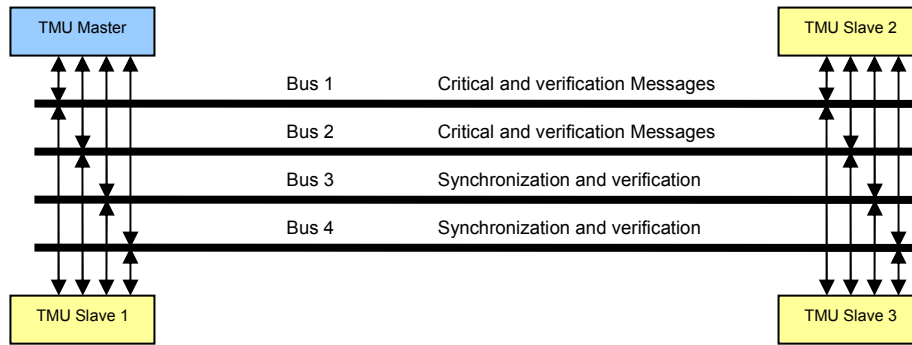 TMU Master
TMU Slave 2
Bus 1 Critical and verification Messages
Bus 2 Critical and verification Messages
Bus 3 Synchronization and verification
Bus 4 Synchronization and verification
TMU Slave 1
TMU Slave 3